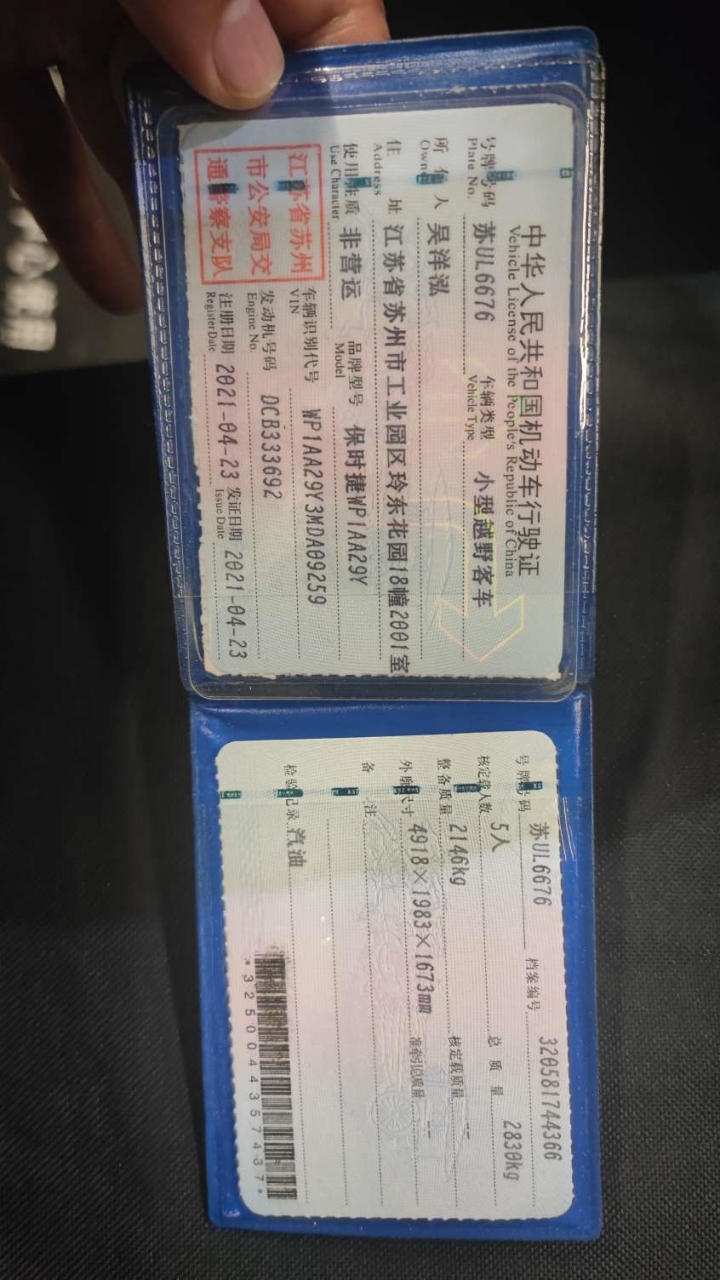 中华人民共和国机动车行驶证
Vehicle License of the People's Republic of China
号牌号码 苏UL6676 车辆类型 小型越野客车
Plate No. Vehicle Type
所有人 吴洋泓
Owner
住址 江苏省苏州市工业园区玲东花园18幢2001室
Address
使用性质 非营运 品牌型号 保时捷WP1AA29Y
Use Character Model
江苏省苏州
市公安局交
通警察支队
车辆识别代号 WP1AA29Y3MDA09259
VIN
发动机号码 DCB333692
Engine No.
注册日期 2021-04-23 发证日期 2021-04-23
Register Date Issue Date
号牌号码 苏UL6676 档案编号 320581744366
核定载人数 5人 总质量 2830kg
整备质量 2146kg 核定载质量 --
外廓尺寸 4918×1983×1673mm 准牵引总质量 --
备注
检验记录 汽油
*3250044357437*